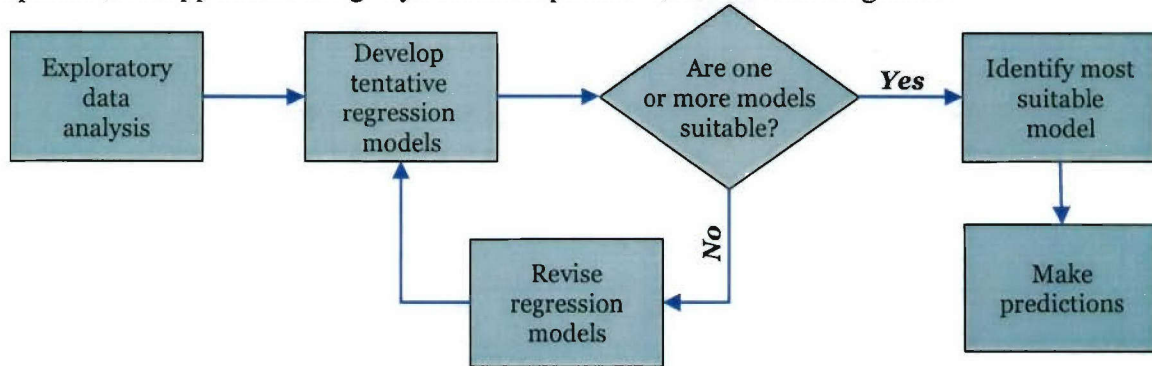 Exploratory
data
analysis
Develop
tentative
regression
models
Are one
or more models
suitable?
Yes
Identify most
suitable
model
No
Revise
regression
models
Make
predictions